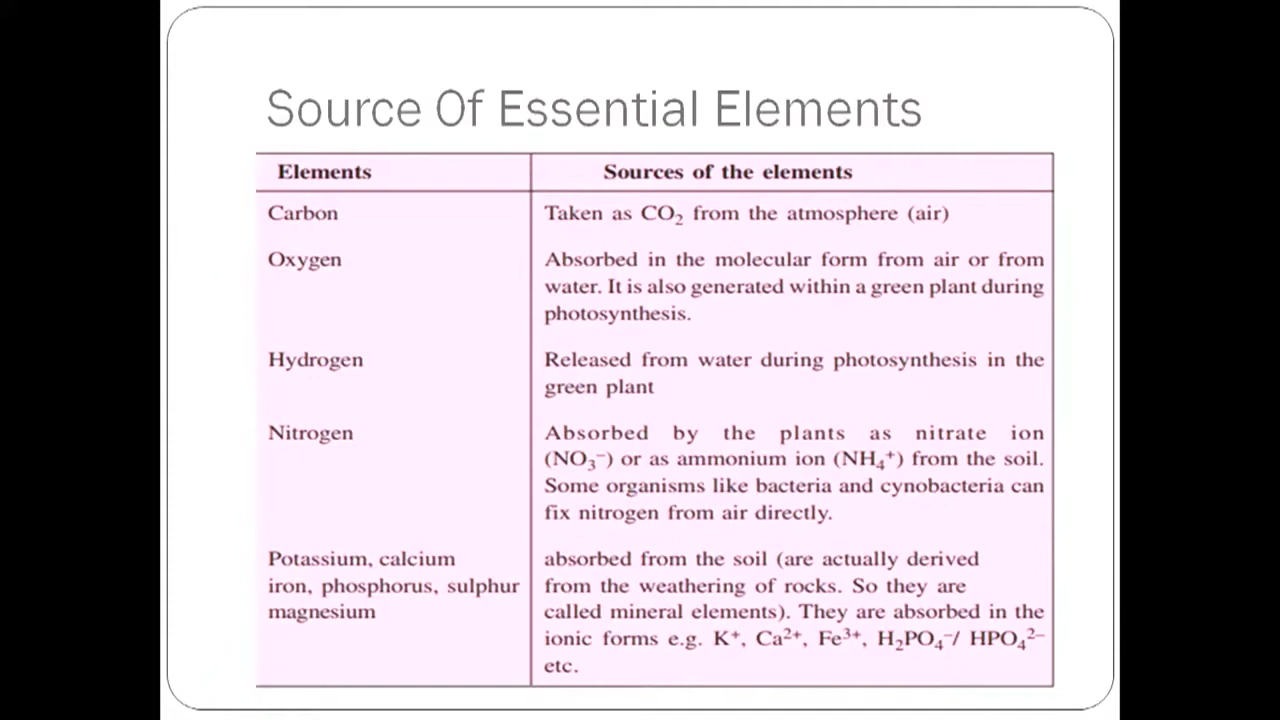 Source Of Essential Elements
Elements Sources of the elements
Carbon Taken as CO₂ from the atmosphere (air)
Oxygen Absorbed in the molecular form from air or from
water. It is also generated within a green plant during
photosynthesis.
Hydrogen Released from water during photosynthesis in the
green plant
Nitrogen Absorbed by the plants as nitrate ion
(NO₃⁻) or as ammonium ion (NH₄⁺) from the soil.
Some organisms like bacteria and cynobacteria can
fix nitrogen from air directly.
Potassium, calcium absorbed from the soil (are actually derived
iron, phosphorus, sulphur from the weathering of rocks. So they are
magnesium called mineral elements). They are absorbed in the
ionic forms e.g. K⁺, Ca²⁺, Fe³⁺, H₂PO₄⁻/ HPO₄²⁻
etc.